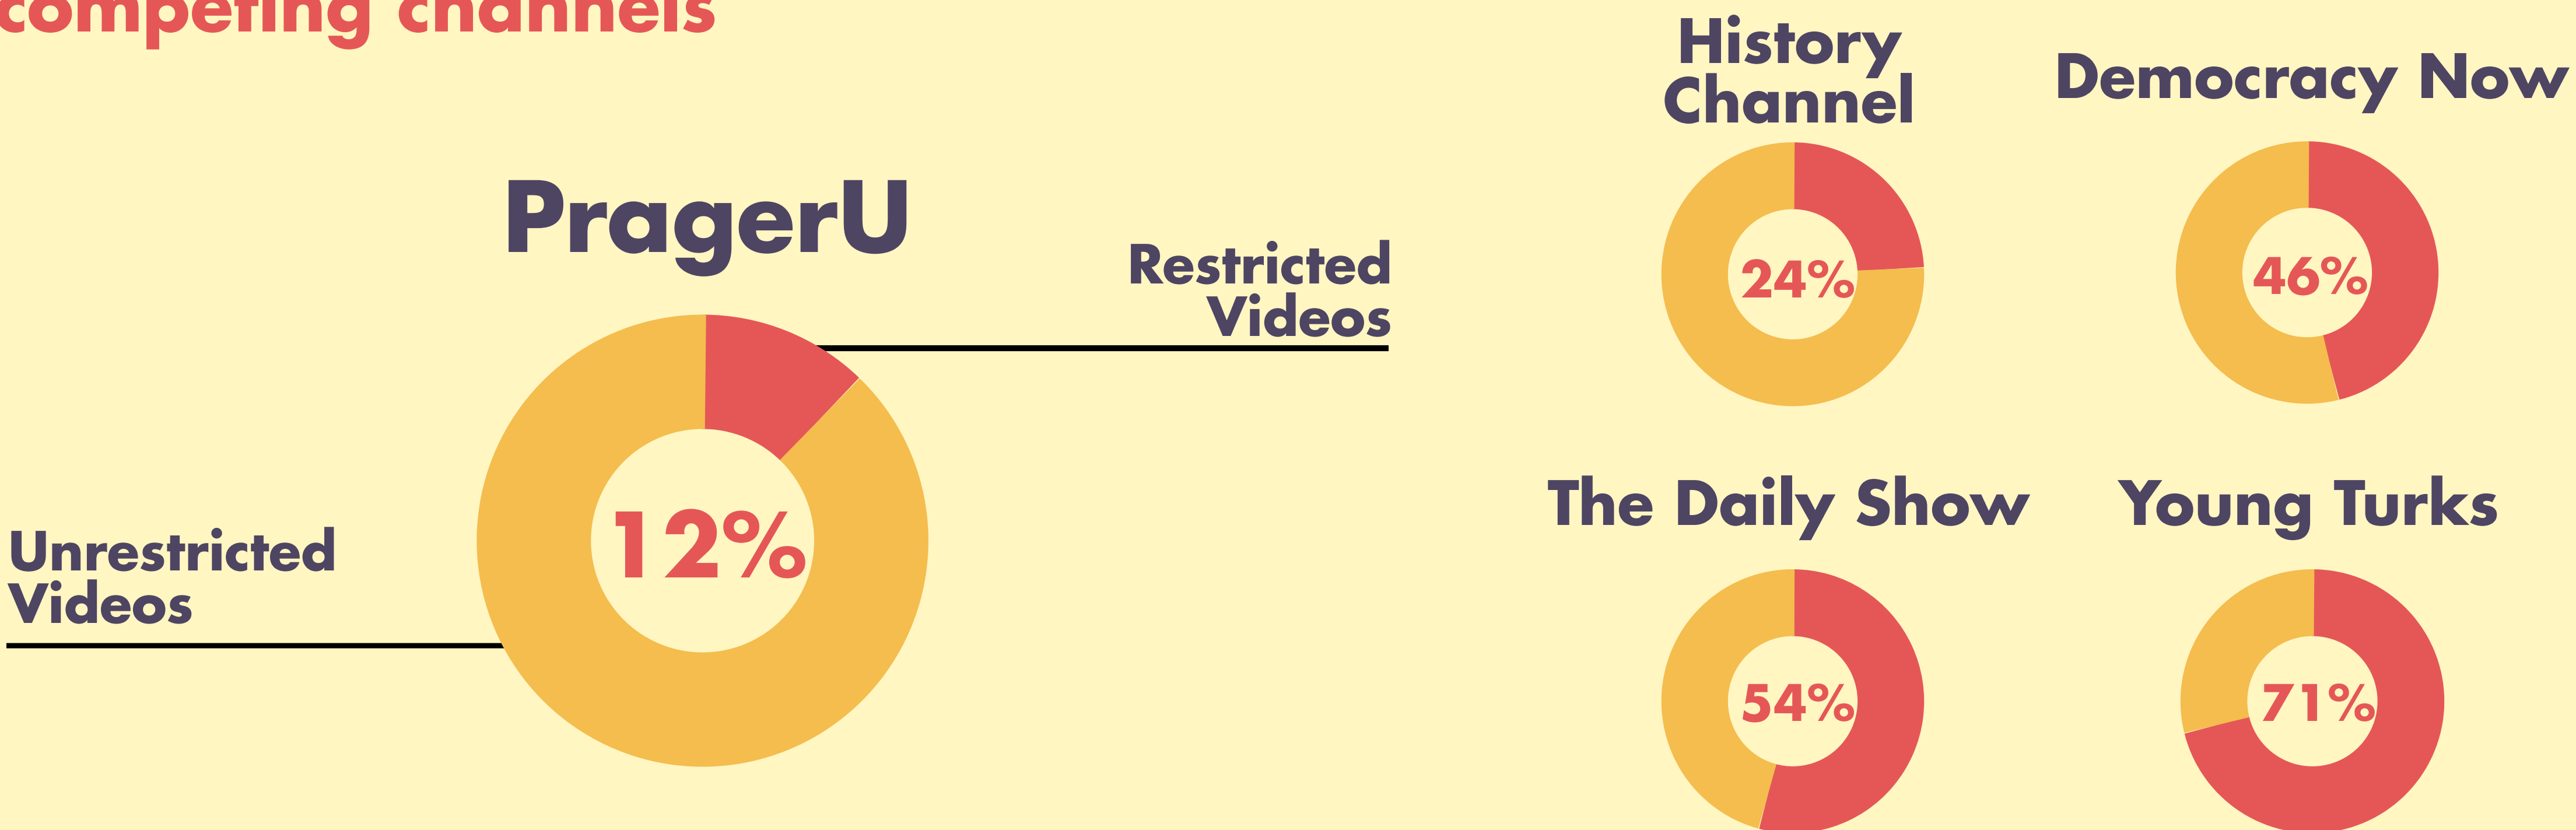 competing channels
PragerU
Restricted
Videos
12%
Unrestricted
Videos
History
Channel
24%
Democracy Now
46%
The Daily Show
54%
Young Turks
71%